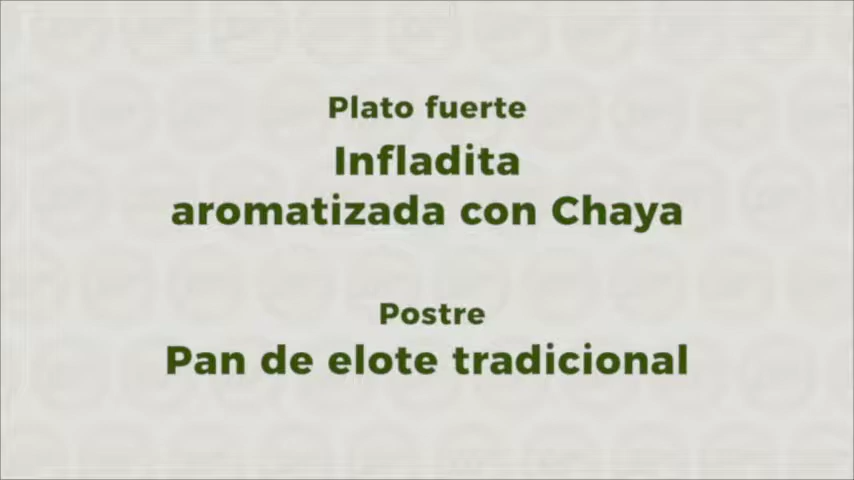 Plato fuerte
Infladita
aromatizada con Chaya
Postre
Pan de elote tradicional